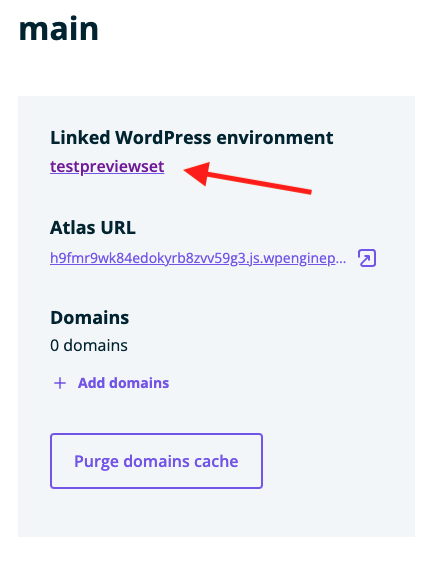 main
Linked WordPress environment
testpreviewset
Atlas URL
h9fmr9wk84edokyrb8zvv59g3.js.wpenginep...
Domains
0 domains
+ Add domains
Purge domains cache